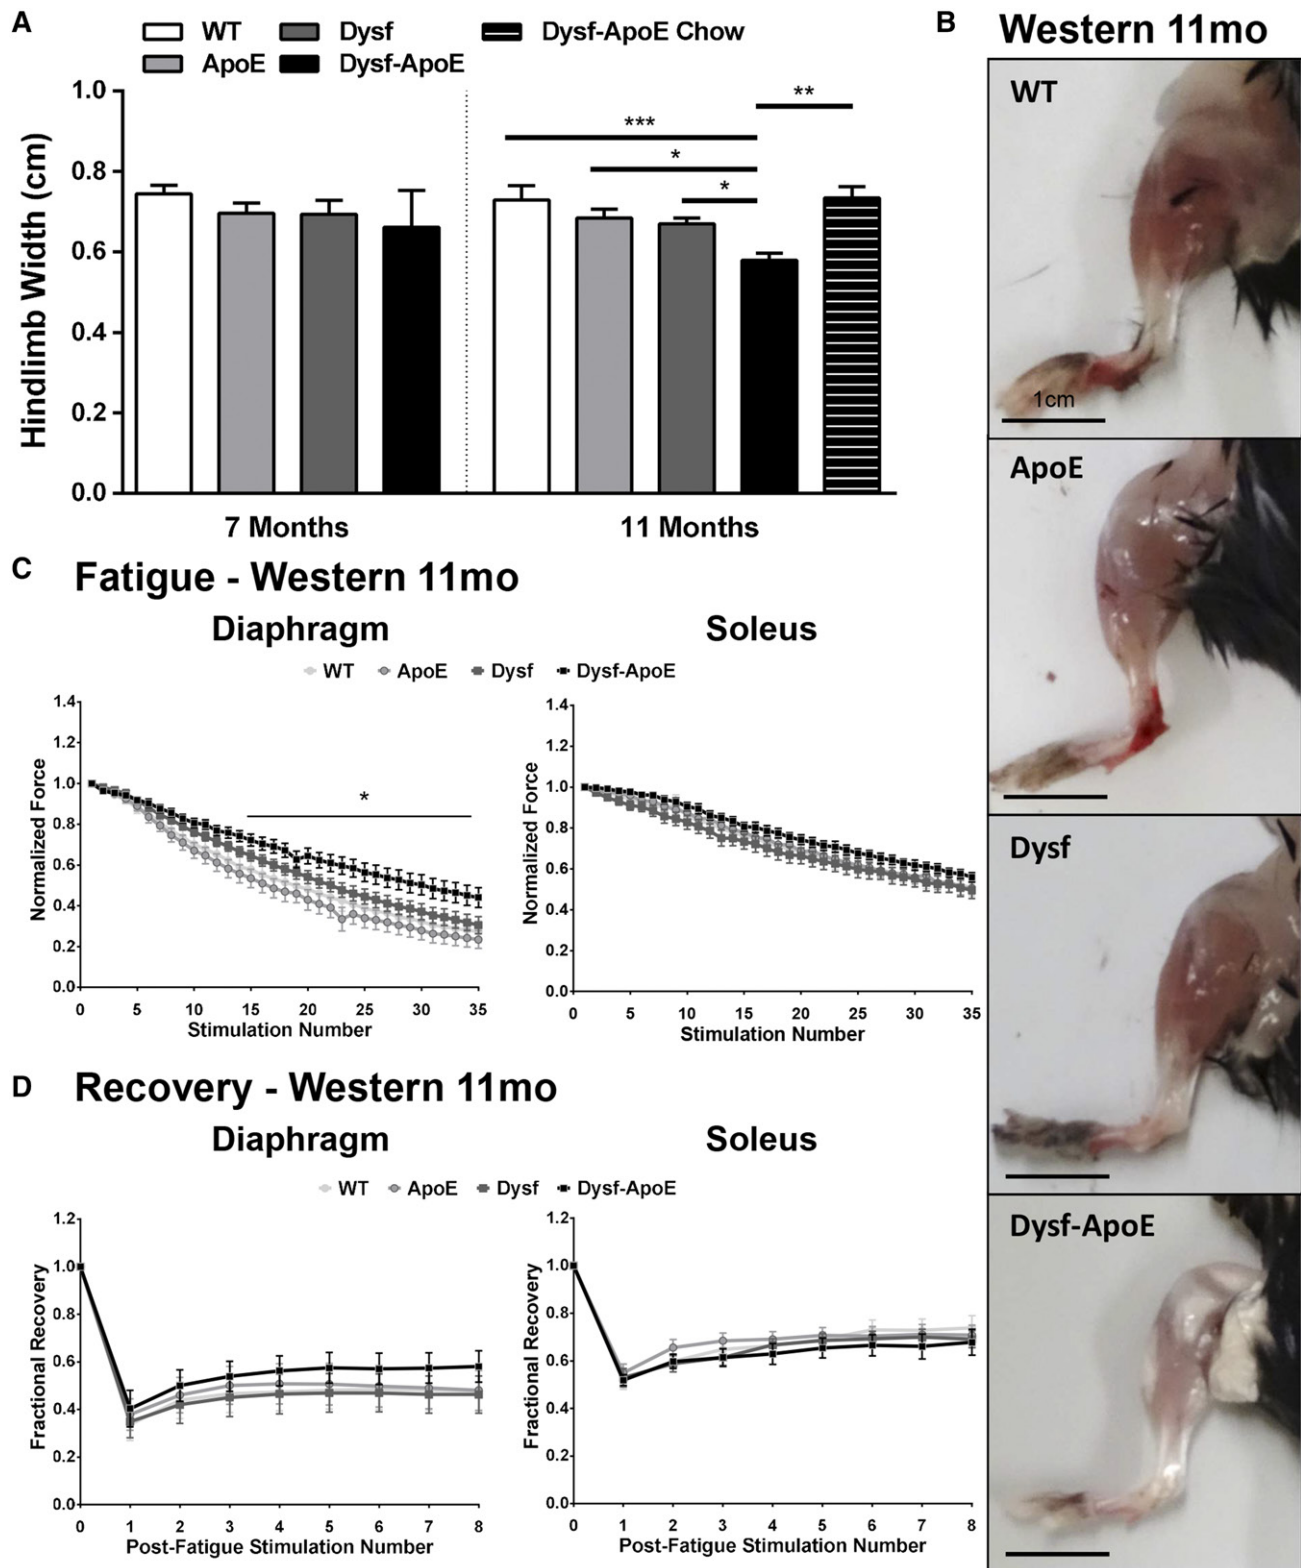 A
WT
Dysf
Dysf-ApoE Chow
ApoE
Dysf-ApoE
Hindlimb Width (cm)
1.0
0.8
0.6
0.4
0.2
0.0
***
*
*
**
7 Months
11 Months
B
Western 11mo
WT
1cm
ApoE
Dysf
Dysf-ApoE
C
Fatigue - Western 11mo
Diaphragm
Soleus
WT ApoE Dysf Dysf-ApoE
Normalized Force
1.4
1.2
1.0
0.8
0.6
0.4
0.2
0.0
*
0 5 10 15 20 25 30 35
Stimulation Number
Normalized Force
1.4
1.2
1.0
0.8
0.6
0.4
0.2
0.0
0 5 10 15 20 25 30 35
Stimulation Number
D
Recovery - Western 11mo
Diaphragm
Soleus
WT ApoE Dysf Dysf-ApoE
Fractional Recovery
1.2
1.0
0.8
0.6
0.4
0.2
0.0
0 1 2 3 4 5 6 7 8
Post-Fatigue Stimulation Number
Fractional Recovery
1.2
1.0
0.8
0.6
0.4
0.2
0.0
0 1 2 3 4 5 6 7 8
Post-Fatigue Stimulation Number